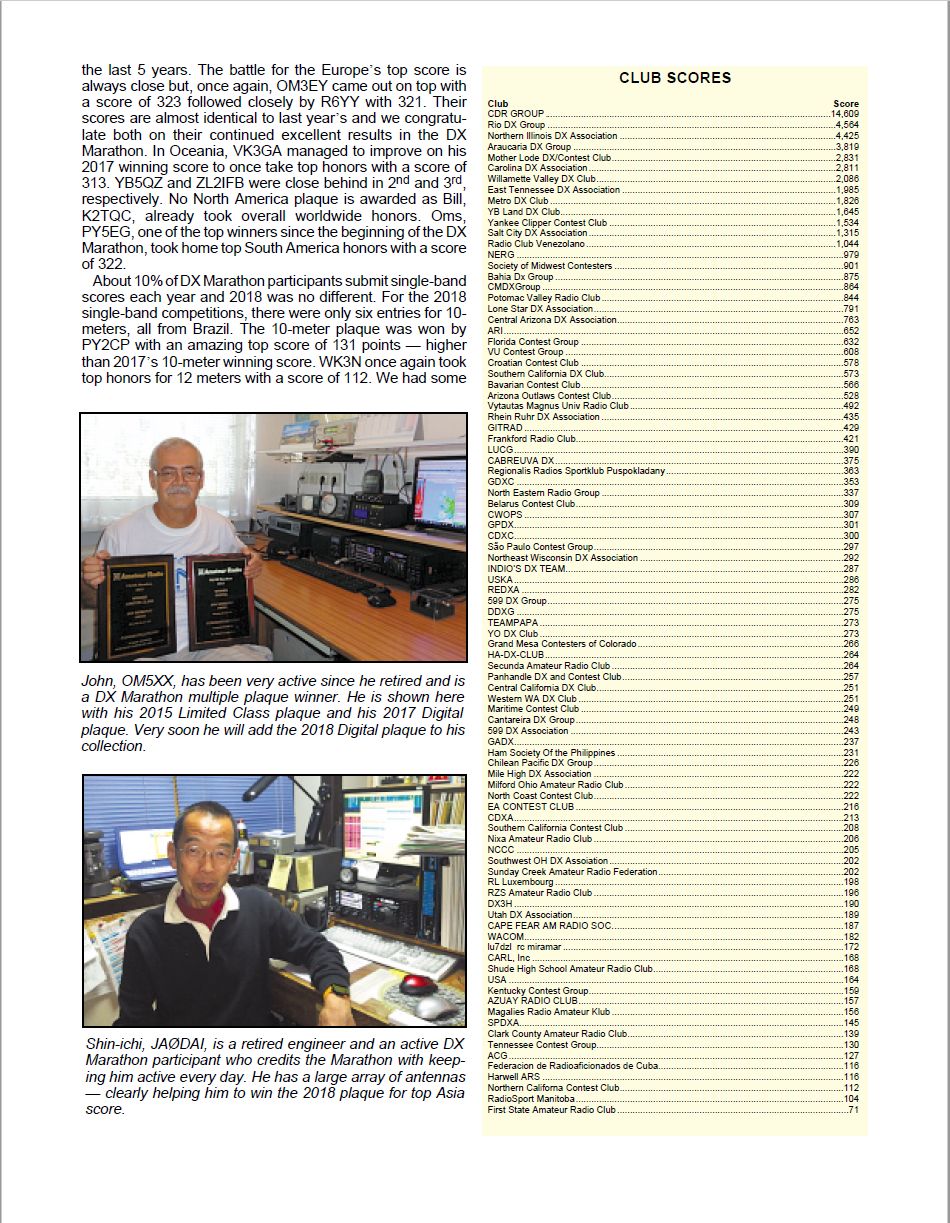 the last 5 years. The battle for the Europe's top score is
always close but, once again, OM3EY came out on top with
a score of 323 followed closely by R6YY with 321. Their
scores are almost identical to last year's and we congratu-
late both on their continued excellent results in the DX
Marathon. In Oceania, VK3GA managed to improve on his
2017 winning score to once take top honors with a score of
313. YB5QZ and ZL2IFB were close behind in 2nd and 3rd,
respectively. No North America plaque is awarded as Bill,
K2TQC, already took overall worldwide honors. Oms,
PY5EG, one of the top winners since the beginning of the DX
Marathon, took home top South America honors with a score
of 322.
About 10% of DX Marathon participants submit single-band
scores each year and 2018 was no different. For the 2018
single-band competitions, there were only six entries for 10-
meters, all from Brazil. The 10-meter plaque was won by
PY2CP with an amazing top score of 131 points — higher
than 2017's 10-meter winning score. WK3N once again took
top honors for 12 meters with a score of 112. We had some
Amateur Radio
Amateur Radio
John, OM5XX, has been very active since he retired and is
a DX Marathon multiple plaque winner. He is shown here
with his 2015 Limited Class plaque and his 2017 Digital
plaque. Very soon he will add the 2018 Digital plaque to his
collection.
Shin-ichi, JAØDAI, is a retired engineer and an active DX
Marathon participant who credits the Marathon with keep-
ing him active every day. He has a large array of antennas
— clearly helping him to win the 2018 plaque for top Asia
score.
CLUB SCORES
Club Score
CDR GROUP 14,609
Rio DX Group 4,564
Northern Illinois DX Association 4,425
Araucaria DX Group 3,819
Mother Lode DX/Contest Club 2,831
Carolina DX Association 2,811
Willamette Valley DX Club 2,086
East Tennessee DX Association 1,985
Metro DX Club 1,826
YB Land DX Club 1,645
Yankee Clipper Contest Club 1,534
Salt City DX Association 1,315
Radio Club Venezolano 1,044
NERG 979
Society of Midwest Contesters 901
Bahia Dx Group 875
CMDXGroup 864
Potomac Valley Radio Club 844
Lone Star DX Association 791
Central Arizona DX Association 763
ARI 652
Florida Contest Group 632
VU Contest Group 608
Croatian Contest Club 578
Southern California DX Club 573
Bavarian Contest Club 566
Arizona Outlaws Contest Club 528
Vytautas Magnus Univ Radio Club 492
Rhein Ruhr DX Association 435
GITRAD 429
Frankford Radio Club 421
LUCG 390
CABREUVA DX 375
Regionalis Radios Sportklub Puspokladany 363
GDXC 353
North Eastern Radio Group 337
Belarus Contest Club 309
CWOPS 307
GPDX 301
CDXC 300
São Paulo Contest Group 297
Northeast Wisconsin DX Association 292
INDIO'S DX TEAM 287
USKA 286
REDXA 282
599 DX Group 275
DDXG 275
TEAMPAPA 273
YO DX Club 273
Grand Mesa Contesters of Colorado 266
HA-DX-CLUB 264
Secunda Amateur Radio Club 264
Panhandle DX and Contest Club 257
Central California DX Club 251
Western WA DX Club 251
Maritime Contest Club 249
Cantareira DX Group 248
599 DX Association 243
GADX 237
Ham Society Of the Philippines 231
Chilean Pacific DX Group 226
Mile High DX Association 222
Milford Ohio Amateur Radio Club 222
North Coast Contest Club 222
EA CONTEST CLUB 216
CDXA 213
Southern California Contest Club 208
Nixa Amateur Radio Club 206
NCCC 205
Southwest OH DX Assoiation 202
Sunday Creek Amateur Radio Federation 202
RL Luxembourg 198
RZS Amateur Radio Club 196
DX3H 190
Utah DX Association 189
CAPE FEAR AM RADIO SOC 187
WACOM 182
lu7dzl rc miramar 172
CARL, Inc 168
Shude High School Amateur Radio Club 168
USA 164
Kentucky Contest Group 159
AZUAY RADIO CLUB 157
Magalies Radio Amateur Klub 156
SPDXA 145
Clark County Amateur Radio Club 139
Tennessee Contest Group 130
ACG 127
Federacion de Radioaficionados de Cuba 116
Harwell ARS 116
Northern Californa Contest Club 112
RadioSport Manitoba 104
First State Amateur Radio Club 71